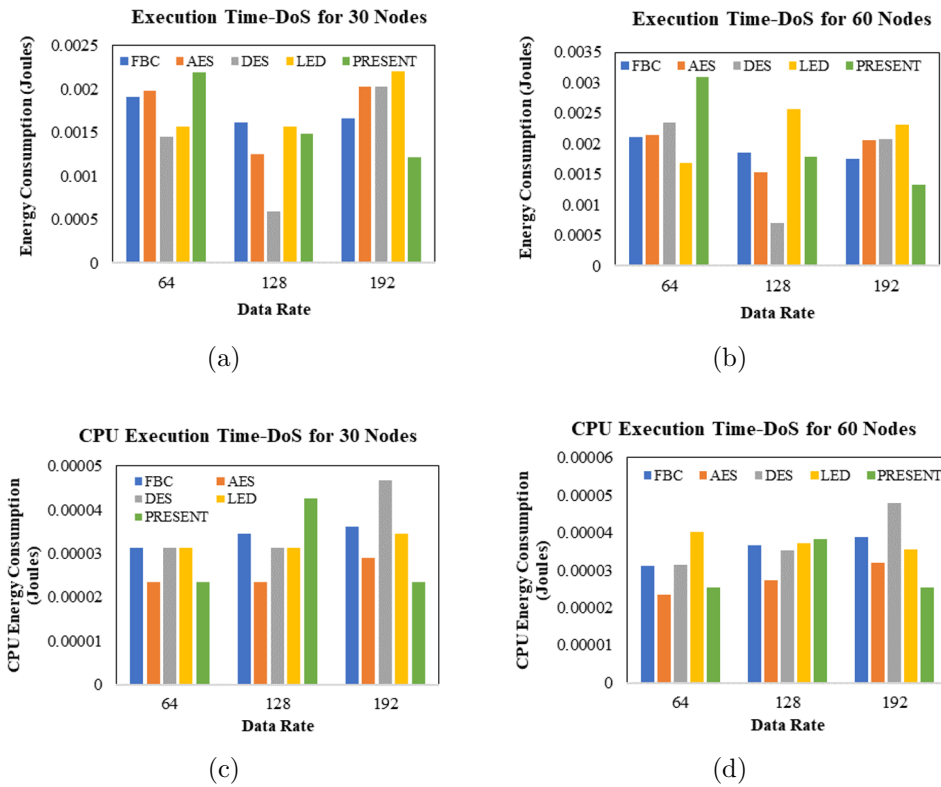 Execution Time-DoS for 30 Nodes
Energy Consumption (Joules)
0.0025
0.002
0.0015
0.001
0.0005
0
FBC AES DES LED PRESENT
64 128 192
Data Rate
(a)
Execution Time-DoS for 60 Nodes
Energy Consumption (Joules)
0.0035
0.003
0.0025
0.002
0.0015
0.001
0.0005
0
FBC AES DES LED PRESENT
64 128 192
Data Rate
(b)
CPU Execution Time-DoS for 30 Nodes
CPU Energy Consumption
(Joules)
0.00005
0.00004
0.00003
0.00002
0.00001
0
FBC AES
DES LED
PRESENT
64 128 192
Data Rate
(c)
CPU Execution Time-DoS for 60 Nodes
CPU Energy Consumption
(Joules)
0.00006
0.00005
0.00004
0.00003
0.00002
0.00001
0
FBC AES DES LED PRESENT
64 128 192
Data Rate
(d)